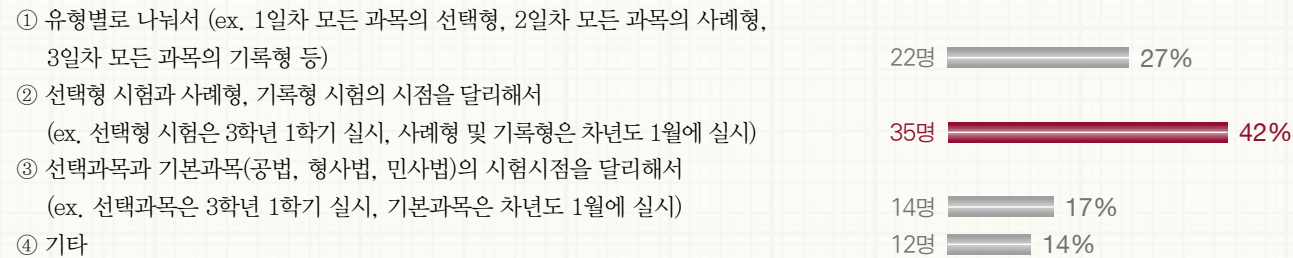 ① 유형별로 나눠서 (ex. 1일차 모든 과목의 선택형, 2일차 모든 과목의 사례형,
3일차 모든 과목의 기록형 등) 22명 27%
② 선택형 시험과 사례형, 기록형 시험의 시점을 달리해서
(ex. 선택형 시험은 3학년 1학기 실시, 사례형 및 기록형은 차년도 1월에 실시) 35명 42%
③ 선택과목과 기본과목(공법, 형사법, 민사법)의 시험시점을 달리해서
(ex. 선택과목은 3학년 1학기 실시, 기본과목은 차년도 1월에 실시) 14명 17%
④ 기타 12명 14%